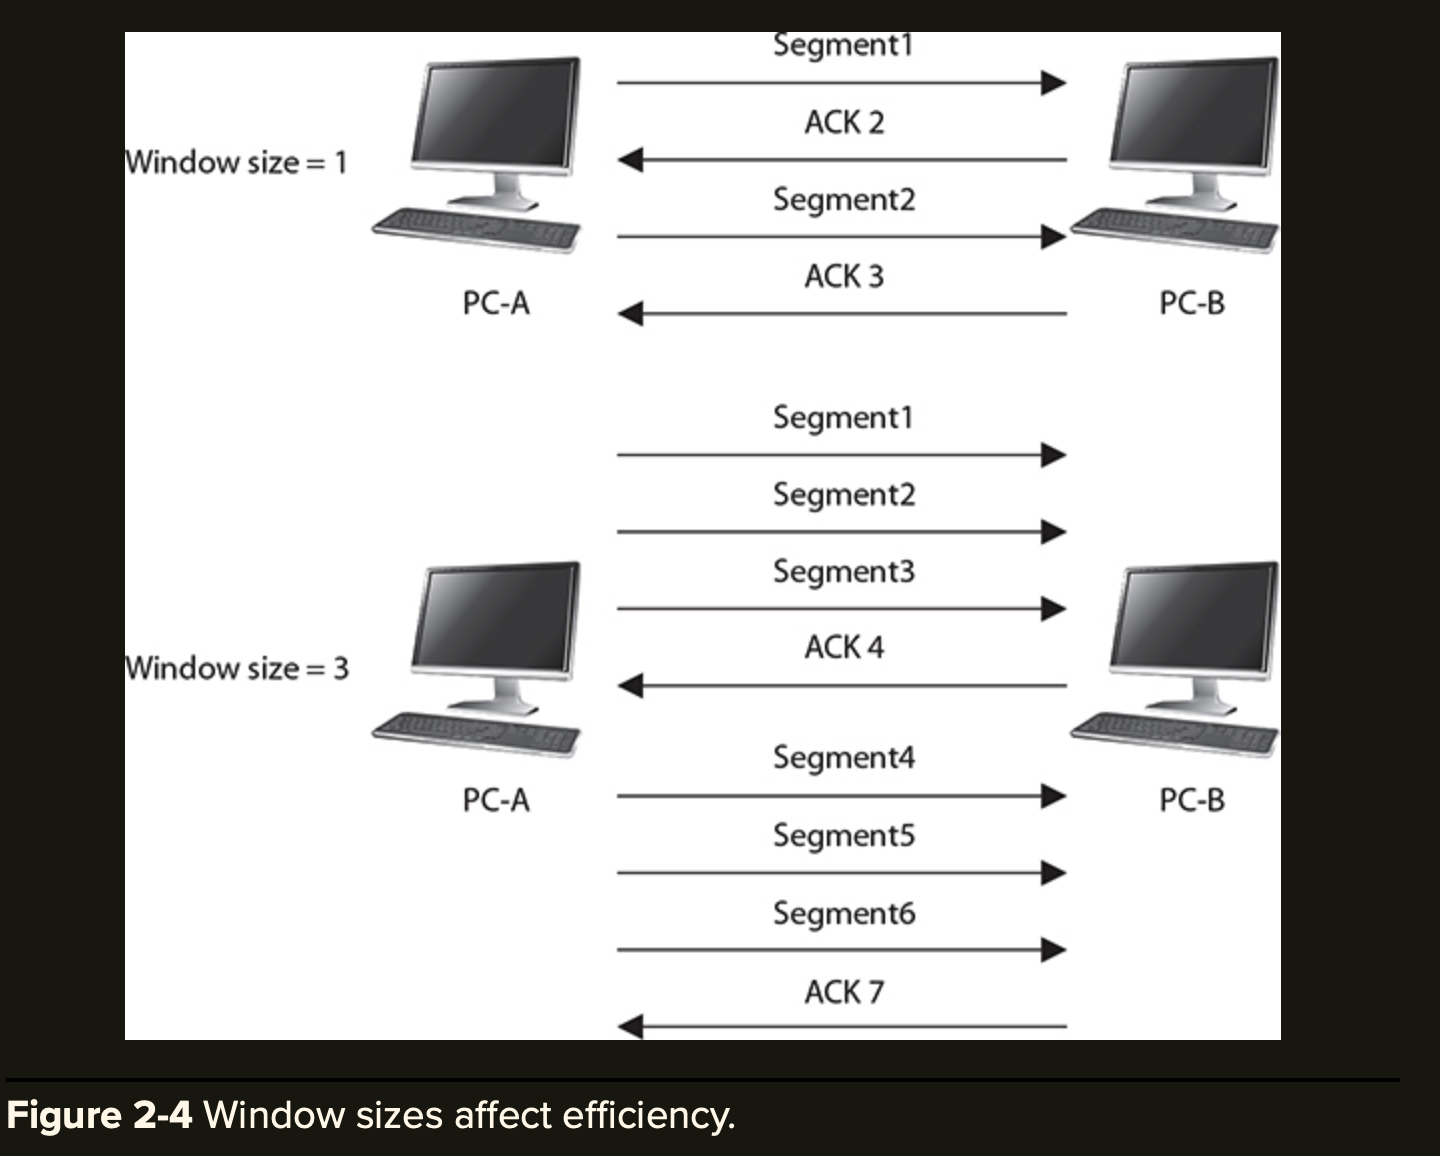 Segment1
ACK 2
Window size = 1
Segment2
ACK 3
PC-A
PC-B
Segment1
Segment2
Segment3
ACK 4
Window size = 3
Segment4
PC-A
PC-B
Segment5
Segment6
ACK 7
Figure 2-4 Window sizes affect efficiency.